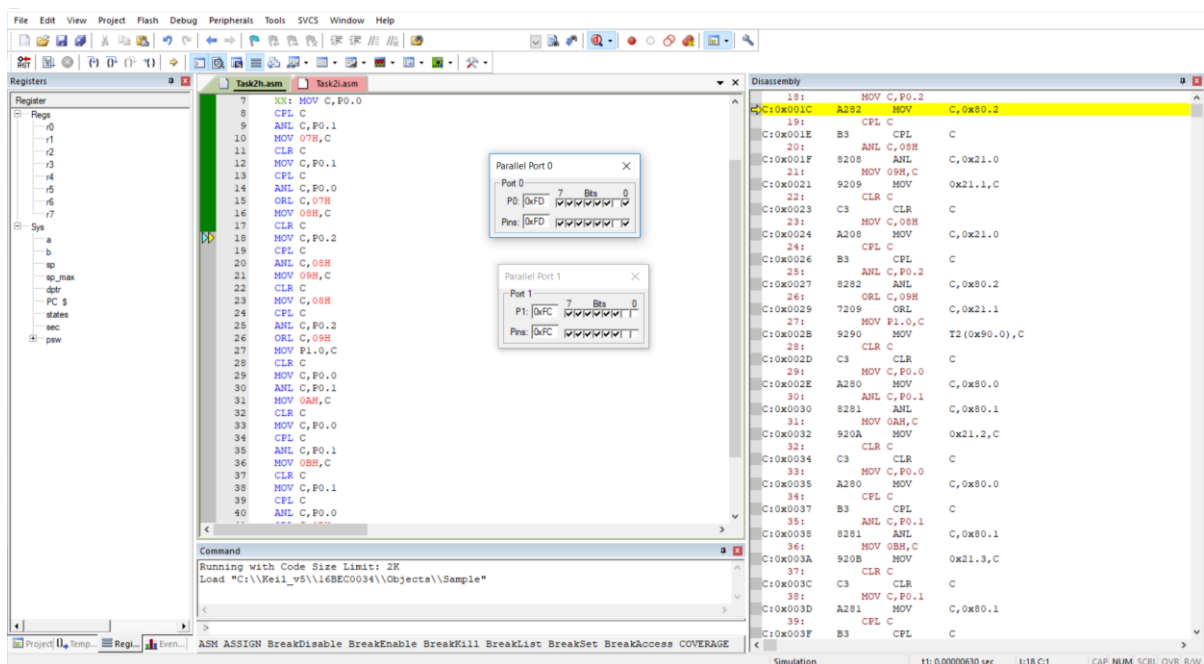 File Edit View Project Flash Debug Peripherals Tools SVCS Window Help
Registers
Register
Regs
r0
r1
r2
r3
r4
r5
r6
r7
Sys
a
b
sp
sp_max
dptr
PC $
states
sec
psw
Project Temp... Regi... Even...
Task2h.asm Task2i.asm
7 XX: MOV C,P0.0
8 CPL C
9 ANL C,P0.1
10 MOV 07H,C
11 CLR C
12 MOV C,P0.1
13 CPL C
14 ANL C,P0.0
15 ORL C,07H
16 MOV 08H,C
17 CLR C
18 MOV C,P0.2
19 CPL C
20 ANL C,08H
21 MOV 09H,C
22 CLR C
23 MOV C,08H
24 CPL C
25 ANL C,P0.2
26 ORL C,09H
27 MOV P1.0,C
28 CLR C
29 MOV C,P0.0
30 ANL C,P0.1
31 MOV 0AH,C
32 CLR C
33 MOV C,P0.0
34 CPL C
35 ANL C,P0.1
36 MOV 0BH,C
37 CLR C
38 MOV C,P0.1
39 CPL C
40 ANL C,P0.0
Parallel Port 0
Port 0
7 Bits 0
P0: 0xFD
Pins: 0xFD
Parallel Port 1
Port 1
7 Bits 0
P1: 0xFC
Pins: 0xFC
Command
Running with Code Size Limit: 2K
Load "C:\\Keil_v5\\16BEC0034\\Objects\\Sample"
>
ASM ASSIGN BreakDisable BreakEnable BreakKill BreakList BreakSet BreakAccess COVERAGE
Disassembly
18: MOV C,P0.2
C:0x001C A282 MOV C,0x80.2
19: CPL C
C:0x001E B3 CPL C
20: ANL C,08H
C:0x001F 8208 ANL C,0x21.0
21: MOV 09H,C
C:0x0021 9209 MOV 0x21.1,C
22: CLR C
C:0x0023 C3 CLR C
23: MOV C,08H
C:0x0024 A208 MOV C,0x21.0
24: CPL C
C:0x0026 B3 CPL C
25: ANL C,P0.2
C:0x0027 8282 ANL C,0x80.2
26: ORL C,09H
C:0x0029 7209 ORL C,0x21.1
27: MOV P1.0,C
C:0x002B 9290 MOV T2(0x90.0),C
28: CLR C
C:0x002D C3 CLR C
29: MOV C,P0.0
C:0x002E A280 MOV C,0x80.0
30: ANL C,P0.1
C:0x0030 8281 ANL C,0x80.1
31: MOV 0AH,C
C:0x0032 920A MOV 0x21.2,C
32: CLR C
C:0x0034 C3 CLR C
33: MOV C,P0.0
C:0x0035 A280 MOV C,0x80.0
34: CPL C
C:0x0037 B3 CPL C
35: ANL C,P0.1
C:0x0038 8281 ANL C,0x80.1
36: MOV 0BH,C
C:0x003A 920B MOV 0x21.3,C
37: CLR C
C:0x003C C3 CLR C
38: MOV C,P0.1
C:0x003D A281 MOV C,0x80.1
39: CPL C
C:0x003F B3 CPL C
Simulation t1: 0.00000630 sec L:18 C:1 CAP NUM SCRL OVR R/W